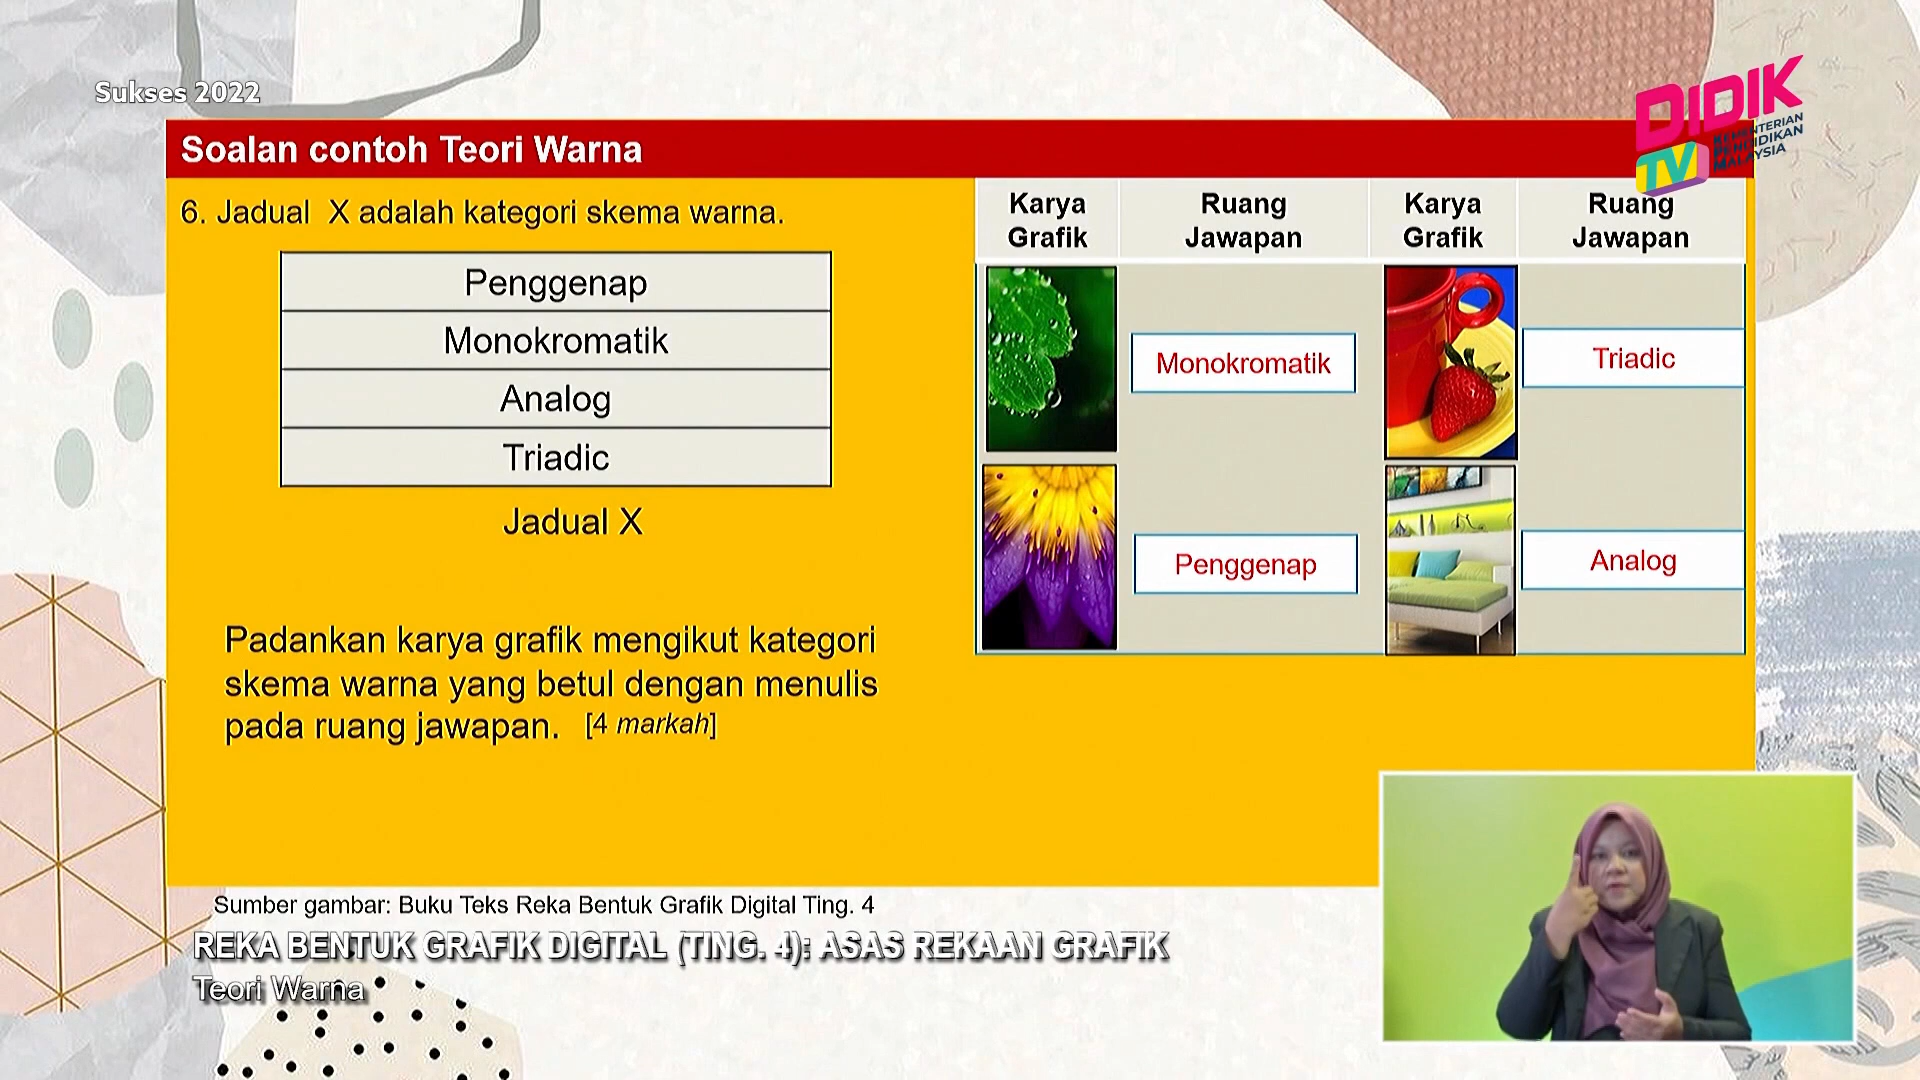 Sukses 2022
DIDIK
TV
KEMENTERIAN
PENDIDIKAN
MALAYSIA
Soalan contoh Teori Warna
6. Jadual X adalah kategori skema warna.
Penggenap
Monokromatik
Analog
Triadic
Jadual X
Padankan karya grafik mengikut kategori
skema warna yang betul dengan menulis
pada ruang jawapan. [4 markah]
Karya
Grafik
Ruang
Jawapan
Karya
Grafik
Ruang
Jawapan
Monokromatik
Triadic
Penggenap
Analog
Sumber gambar: Buku Teks Reka Bentuk Grafik Digital Ting. 4
REKA BENTUK GRAFIK DIGITAL (TING. 4): ASAS REKAAN GRAFIK
Teori Warna